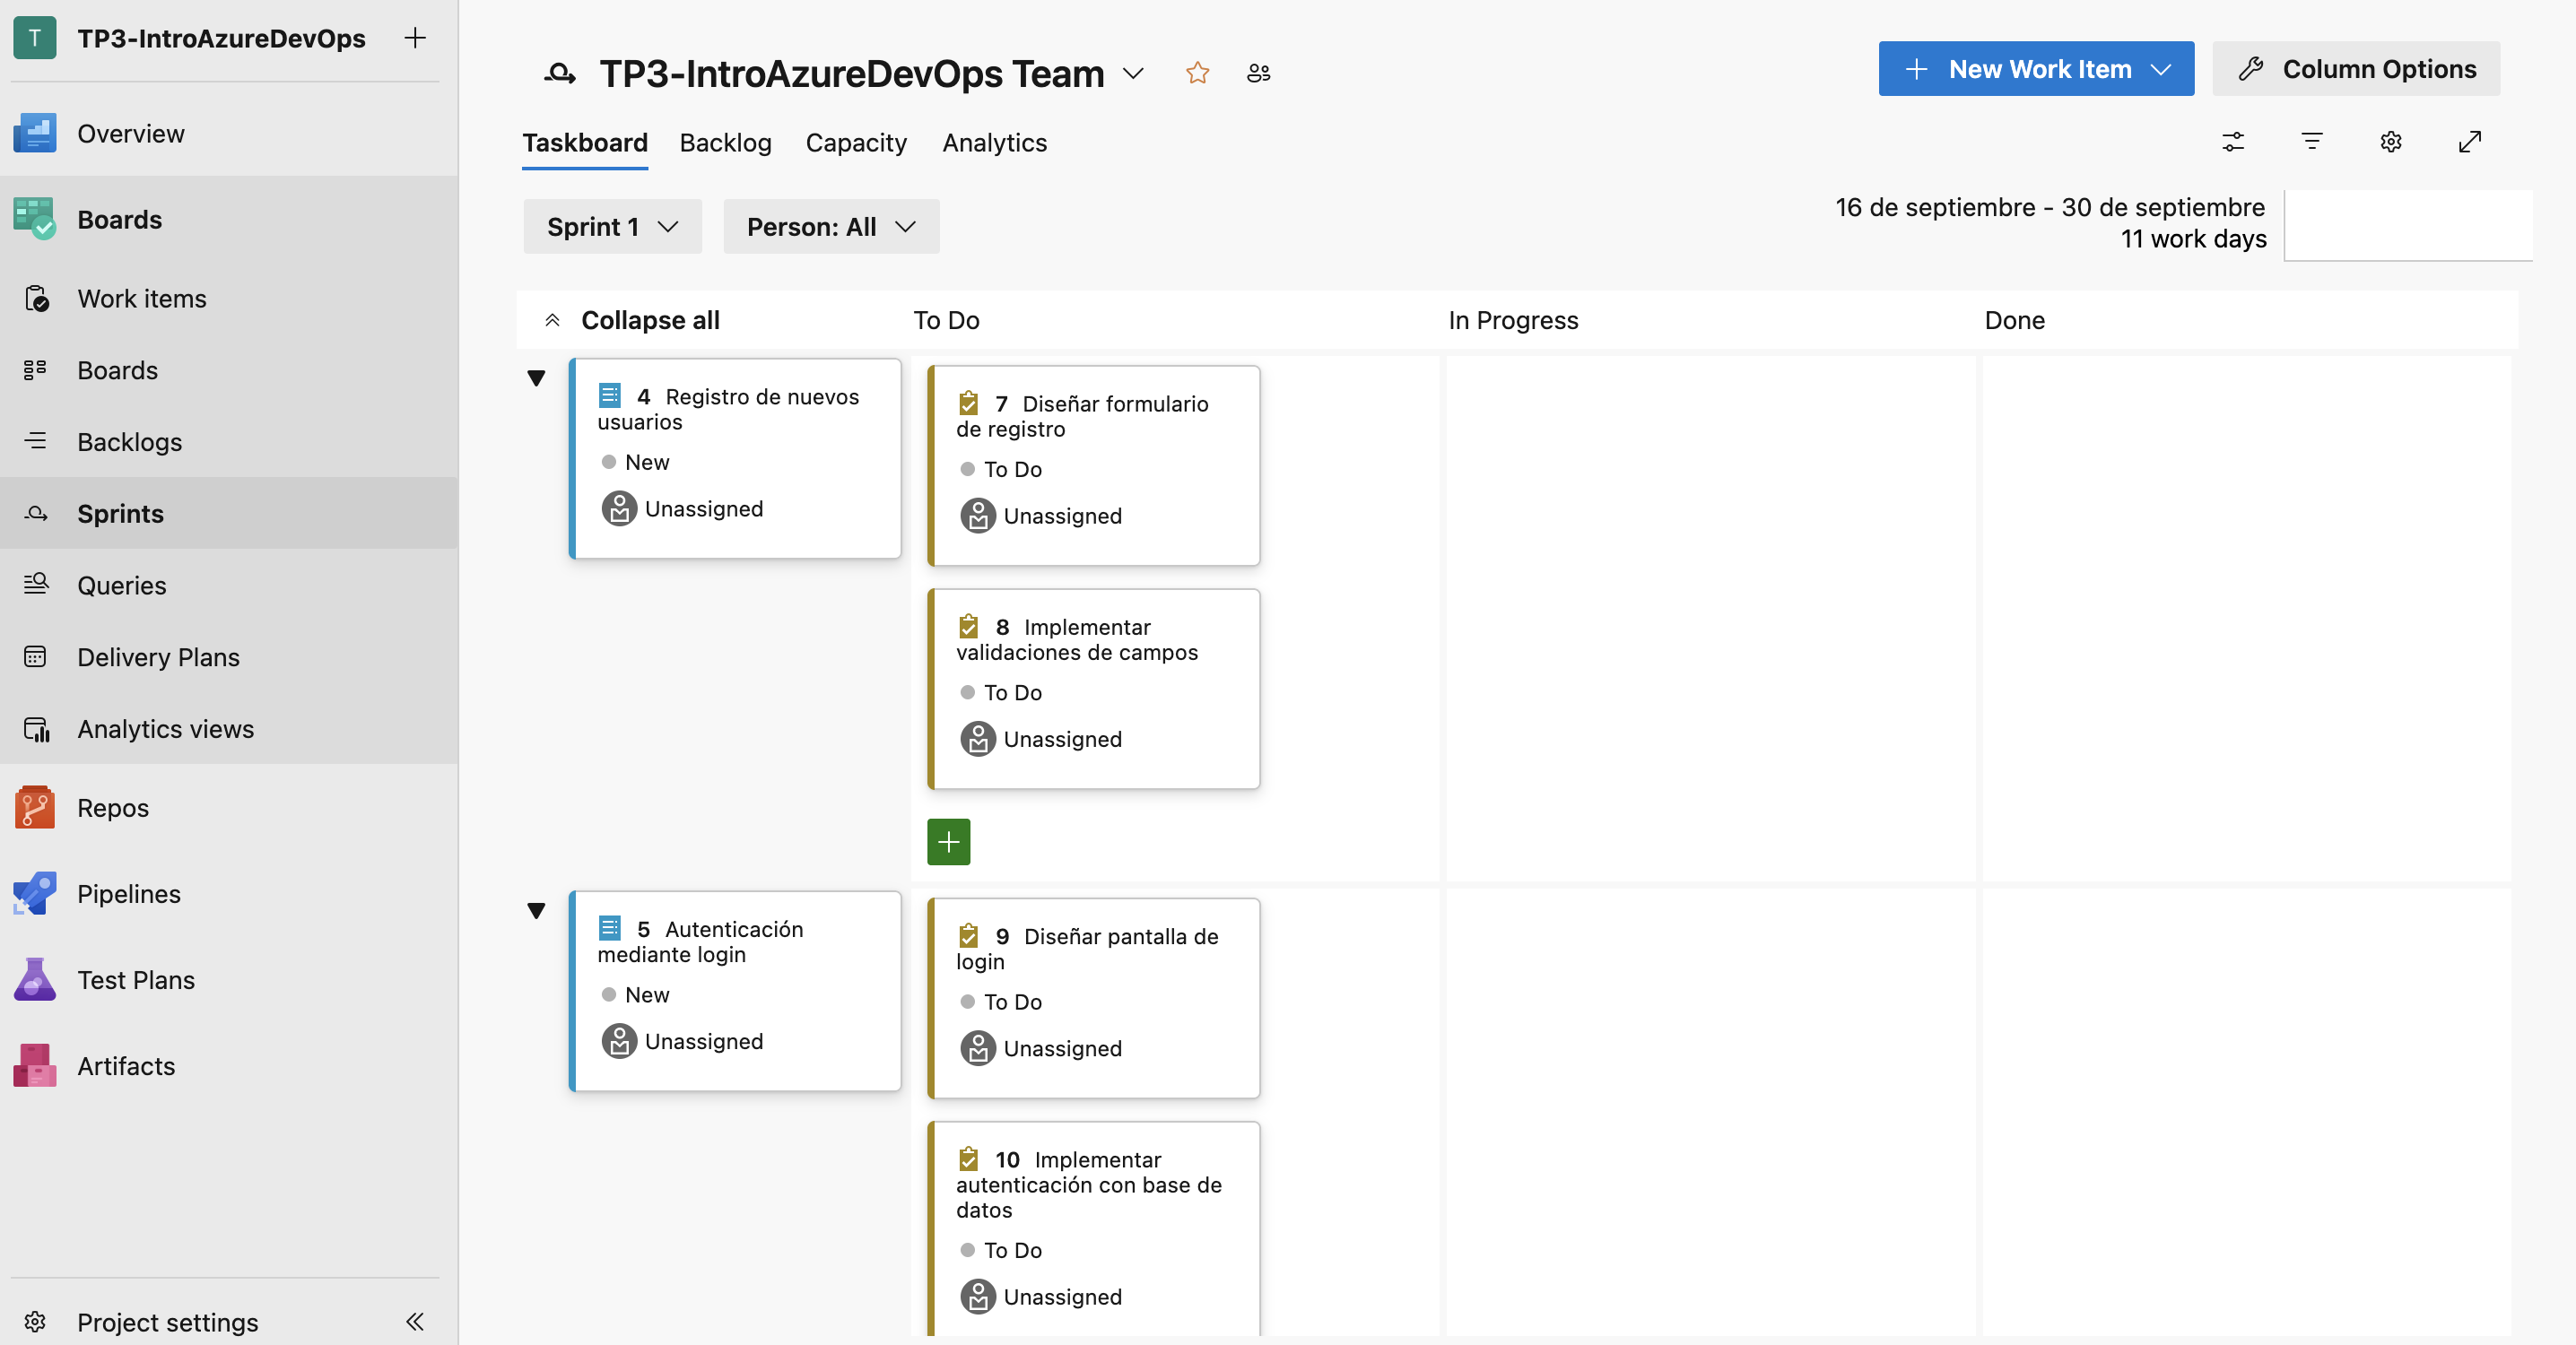 T TP3-IntroAzureDevOps
Overview
Boards
Work items
Boards
Backlogs
Sprints
Queries
Delivery Plans
Analytics views
Repos
Pipelines
Test Plans
Artifacts
Project settings
TP3-IntroAzureDevOps Team
New Work Item
Column Options
Taskboard Backlog Capacity Analytics
Sprint 1 Person: All
16 de septiembre - 30 de septiembre
11 work days
Collapse all To Do In Progress Done
4 Registro de nuevos
usuarios
New
Unassigned
7 Diseñar formulario
de registro
To Do
Unassigned
8 Implementar
validaciones de campos
To Do
Unassigned
5 Autenticación
mediante login
New
Unassigned
9 Diseñar pantalla de
login
To Do
Unassigned
10 Implementar
autenticación con base de
datos
To Do
Unassigned